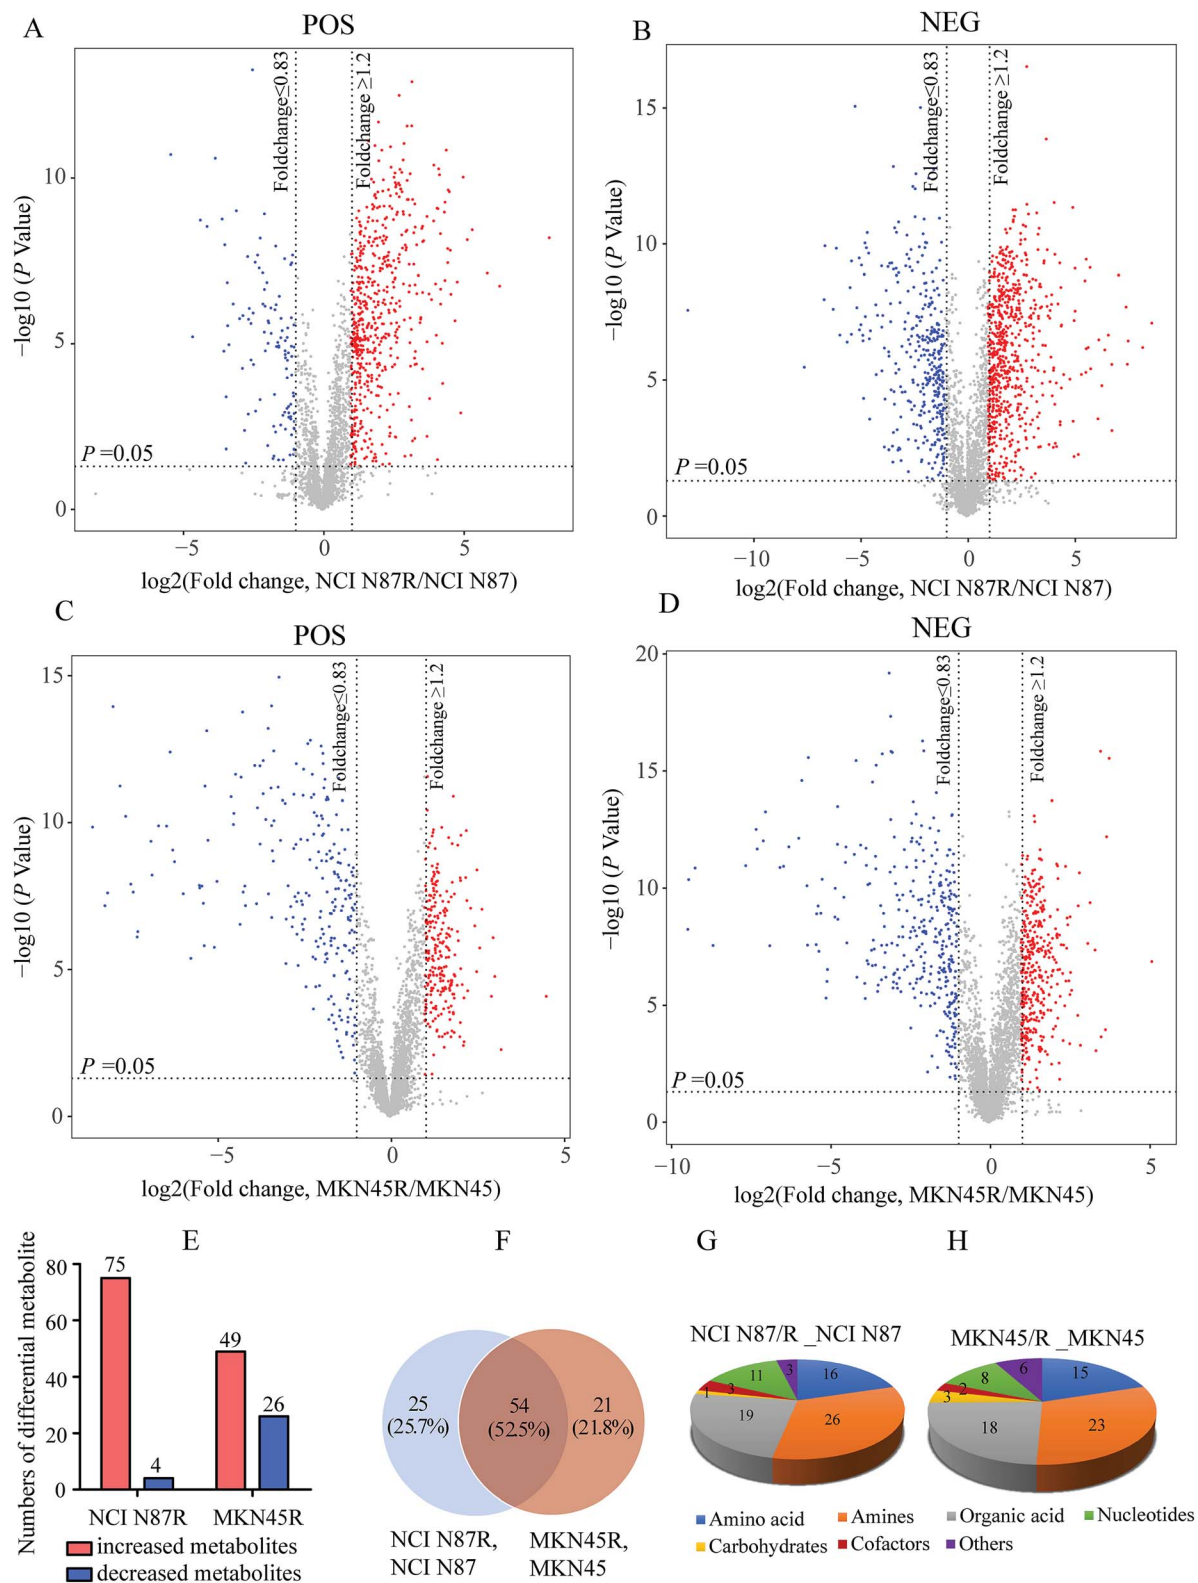 A
POS
Foldchange≤0.83
Foldchange ≥1.2
−log10 (P Value)
10
5
0
P =0.05
−5
0
5
log2(Fold change, NCI N87R/NCI N87)
B
NEG
Foldchange≤0.83
Foldchange ≥1.2
−log10 (P Value)
15
10
5
0
P =0.05
−10
−5
0
5
log2(Fold change, NCI N87R/NCI N87)
C
POS
Foldchange≤0.83
Foldchange ≥1.2
−log10 (P Value)
15
10
5
0
P =0.05
−5
0
5
log2(Fold change, MKN45R/MKN45)
D
NEG
Foldchange≤0.83
Foldchange ≥1.2
−log10 (P Value)
20
15
10
5
0
P =0.05
−10
−5
0
5
log2(Fold change, MKN45R/MKN45)
E
Numbers of differential metabolite
80
60
40
20
0
75
4
49
26
NCI N87R
MKN45R
increased metabolites
decreased metabolites
F
25
(25.7%)
54
(52.5%)
21
(21.8%)
NCI N87R,
NCI N87
MKN45R,
MKN45
G
NCI N87/R _NCI N87
16
26
19
1
3
11
3
H
MKN45/R _MKN45
15
23
18
3
2
8
6
Amino acid
Amines
Organic acid
Nucleotides
Carbohydrates
Cofactors
Others